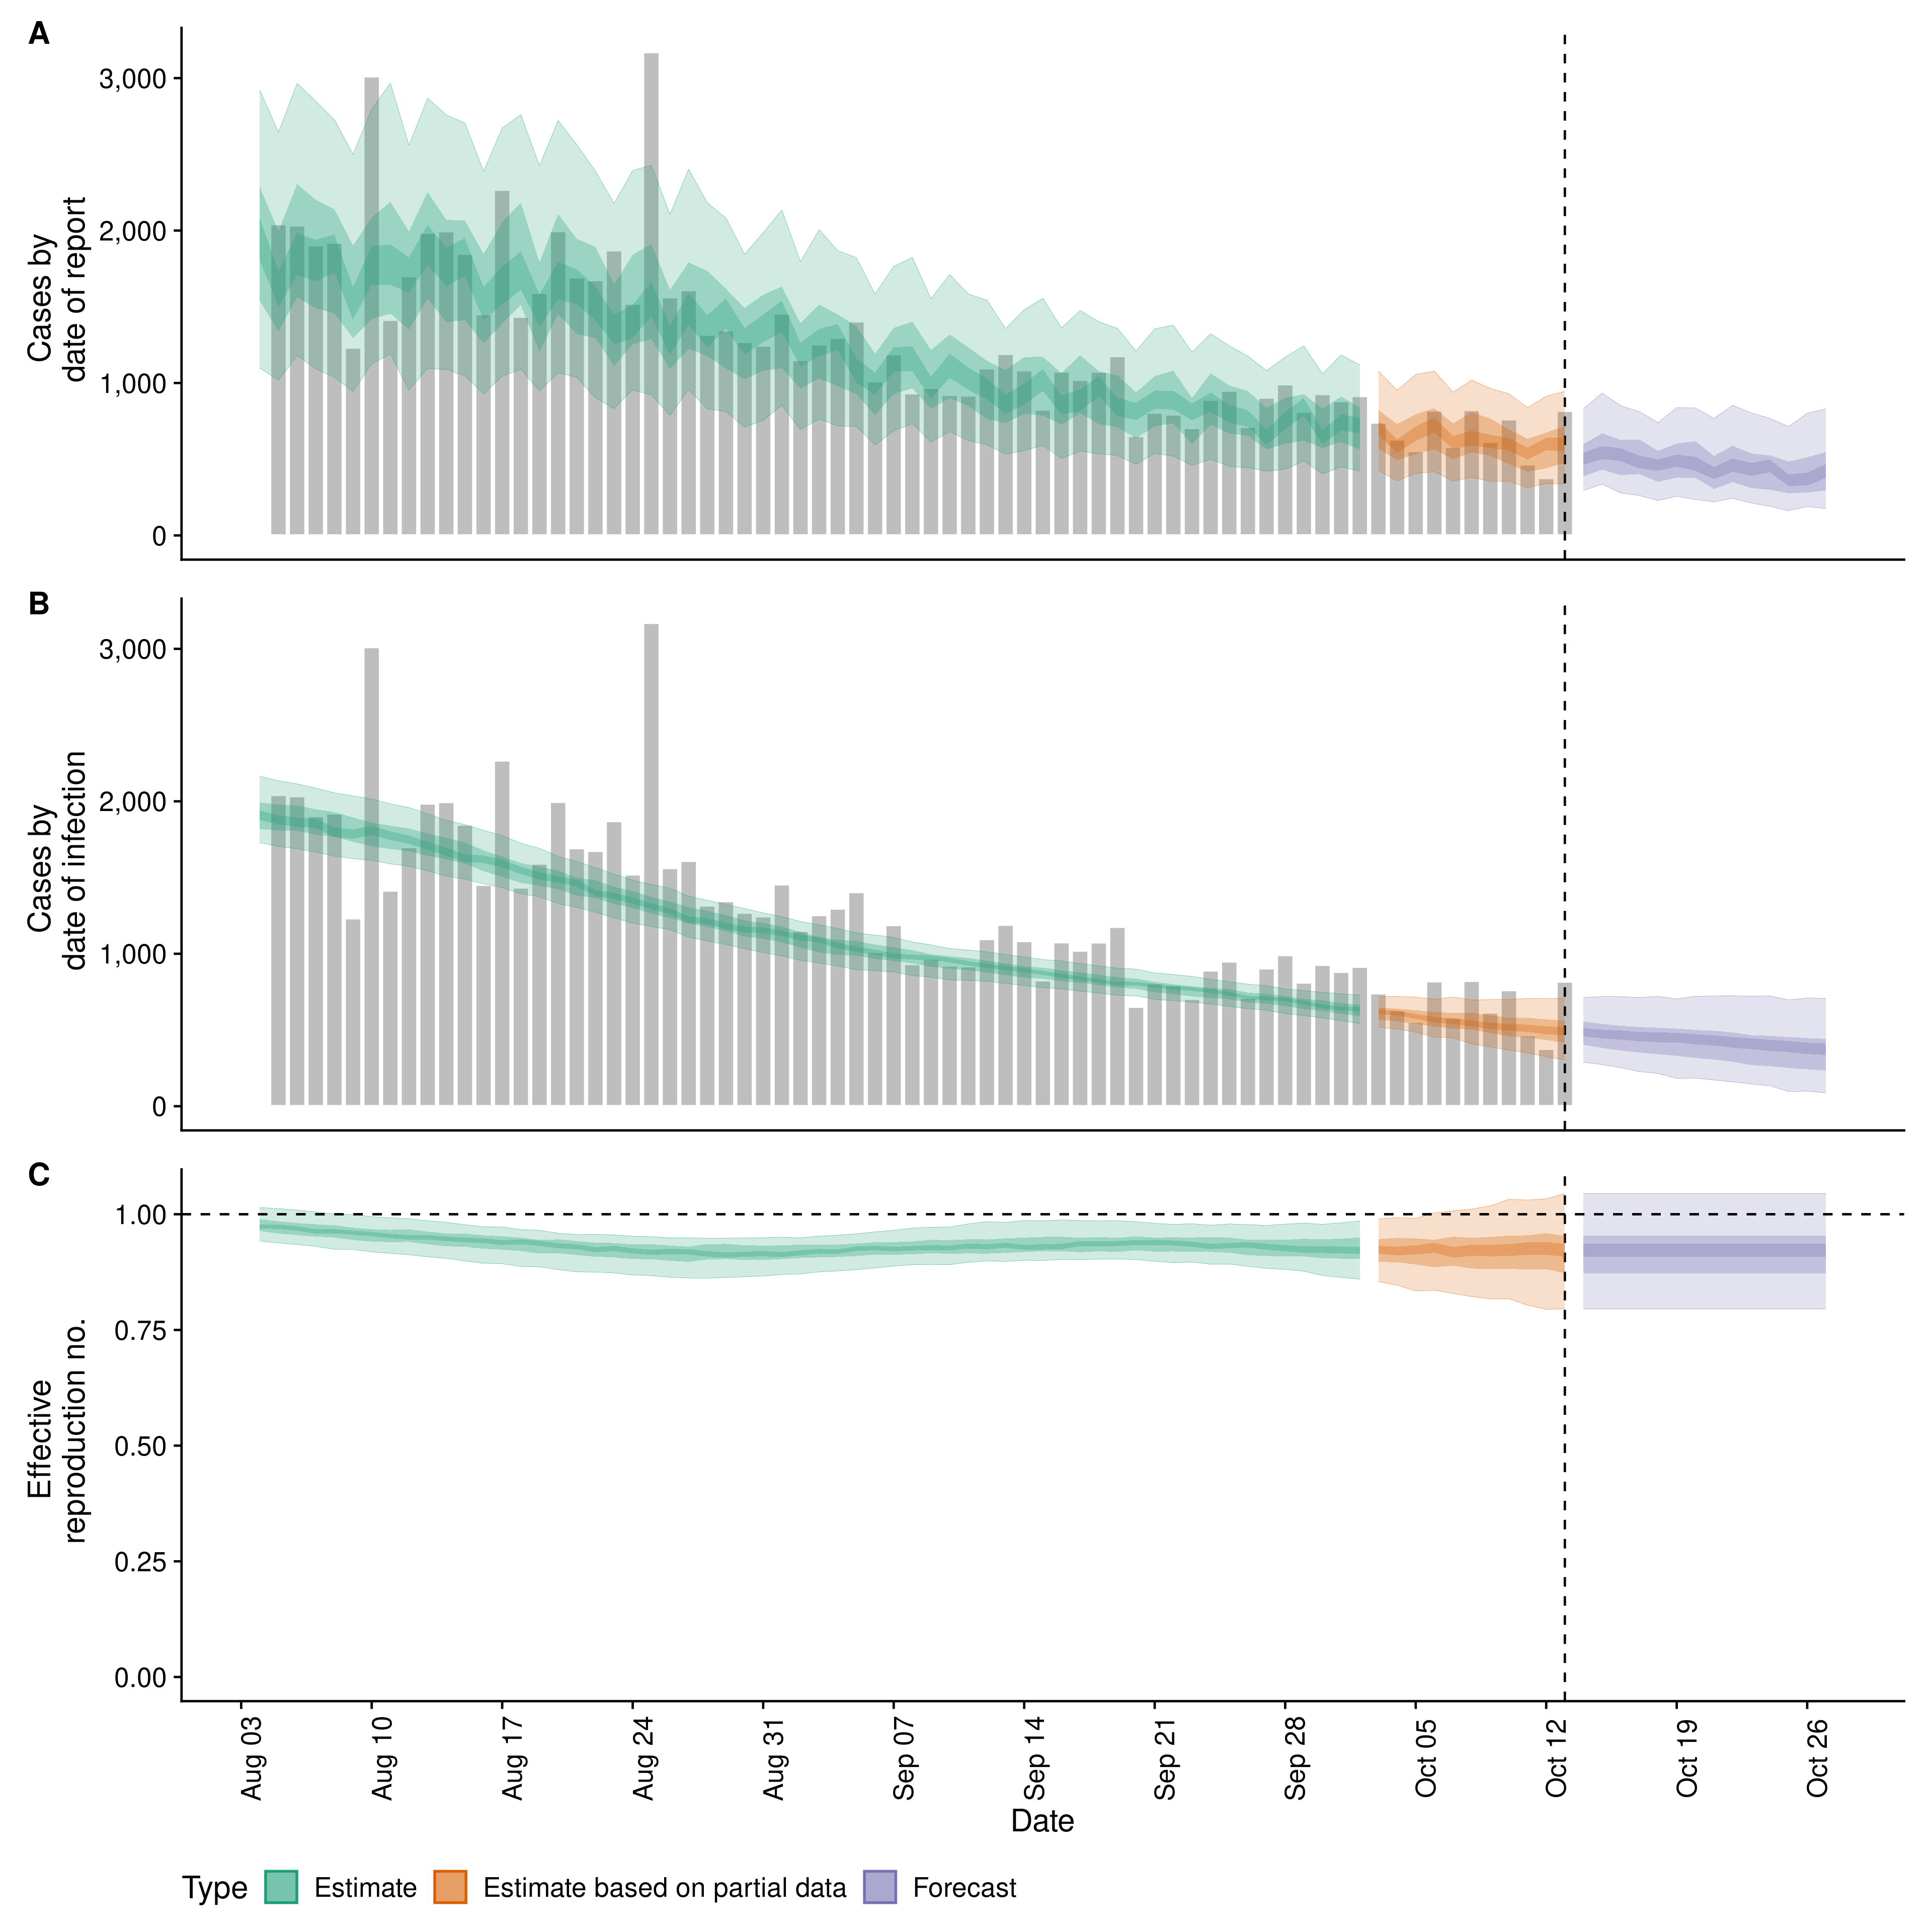 A
3,000
2,000
1,000
0
Cases by
date of report
B
3,000
2,000
1,000
0
Cases by
date of infection
C
1.00
0.75
0.50
0.25
0.00
Effective
reproduction no.
Aug 03
Aug 10
Aug 17
Aug 24
Aug 31
Sep 07
Sep 14
Sep 21
Sep 28
Oct 05
Oct 12
Oct 19
Oct 26
Date
Type Estimate Estimate based on partial data Forecast